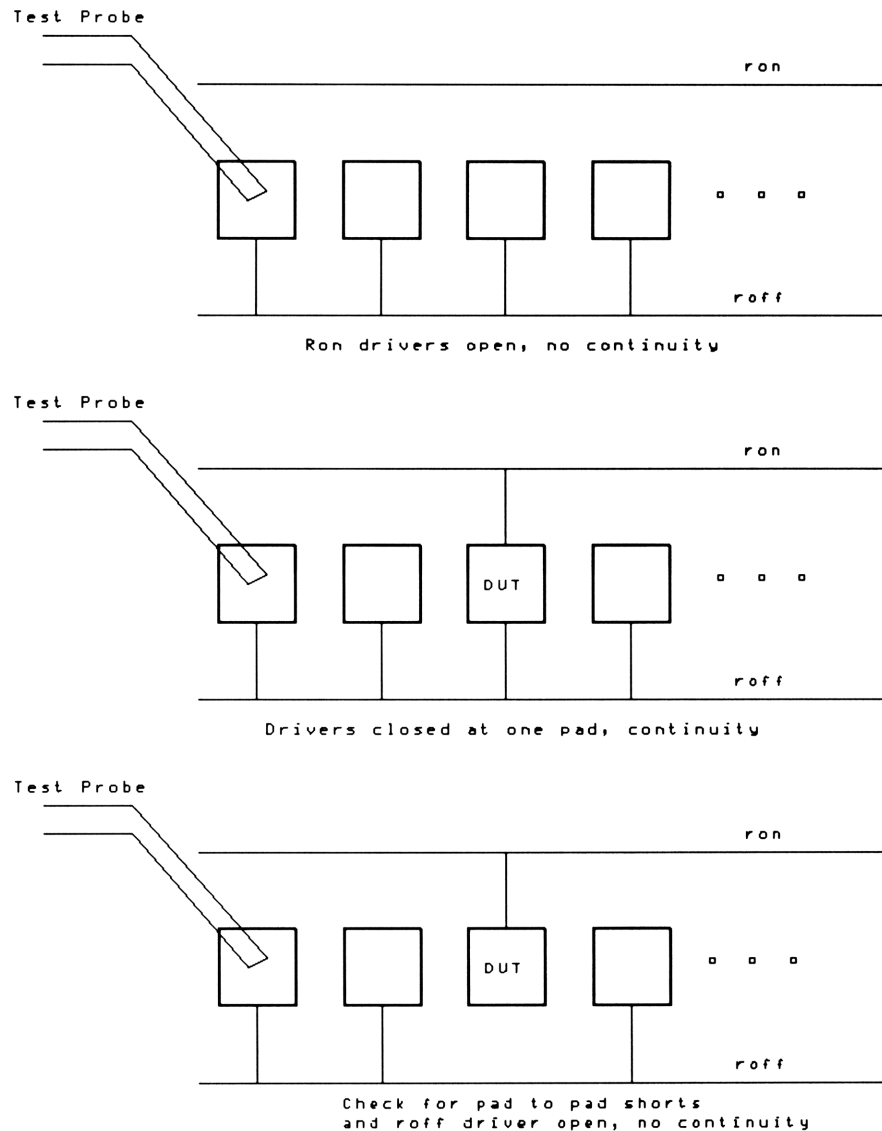 Test Probe
ron
roff
Ron drivers open, no continuity
Test Probe
ron
DUT
roff
Drivers closed at one pad, continuity
Test Probe
ron
DUT
roff
Check for pad to pad shorts
and roff driver open, no continuity